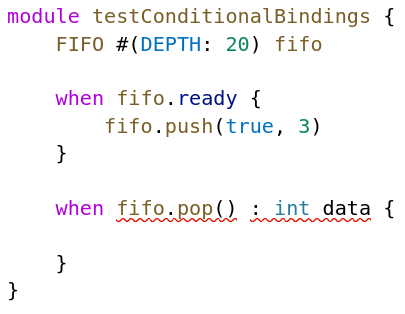 module testConditionalBindings {
    FIFO #(DEPTH: 20) fifo

    when fifo.ready {
        fifo.push(true, 3)
    }

    when fifo.pop() : int data {

    }
}